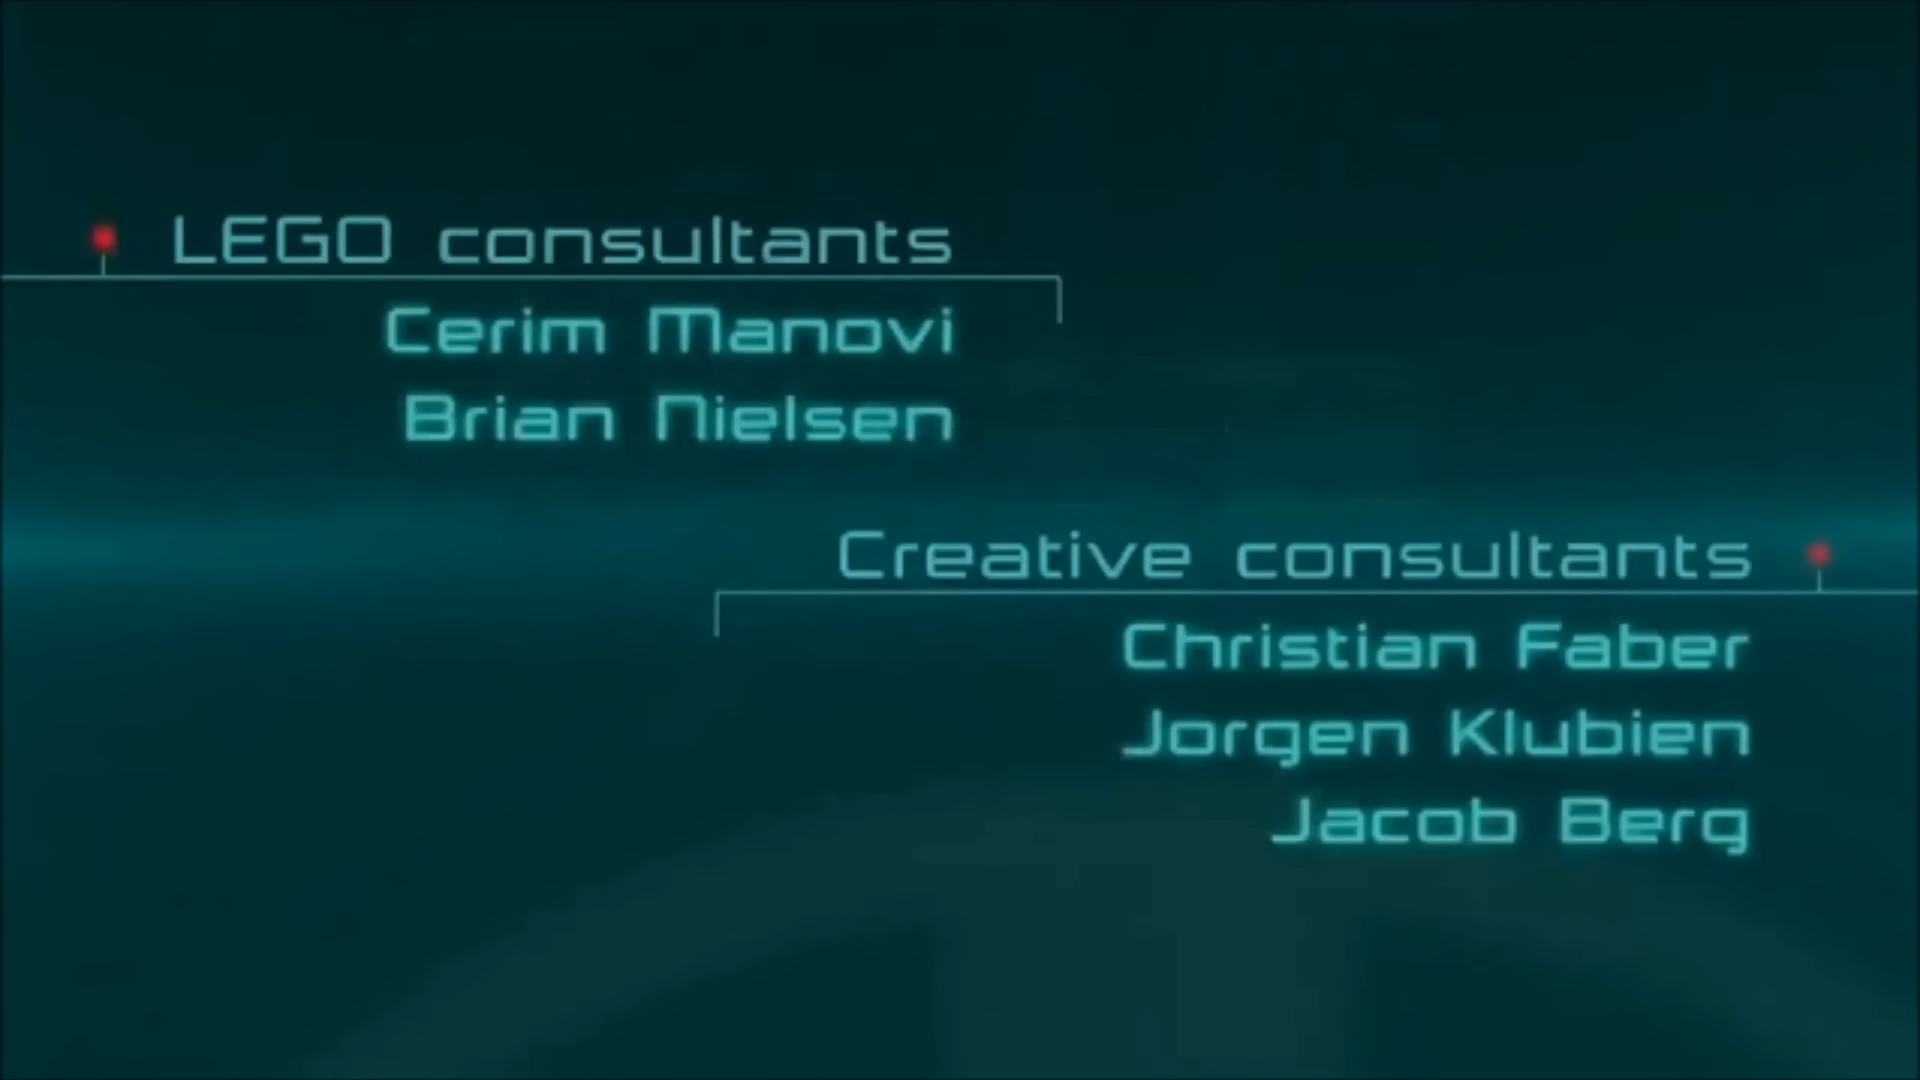 LEGO consultants
Cerim Manovi
Brian Nielsen
Creative consultants
Christian Faber
Jorgen Klubien
Jacob Berg